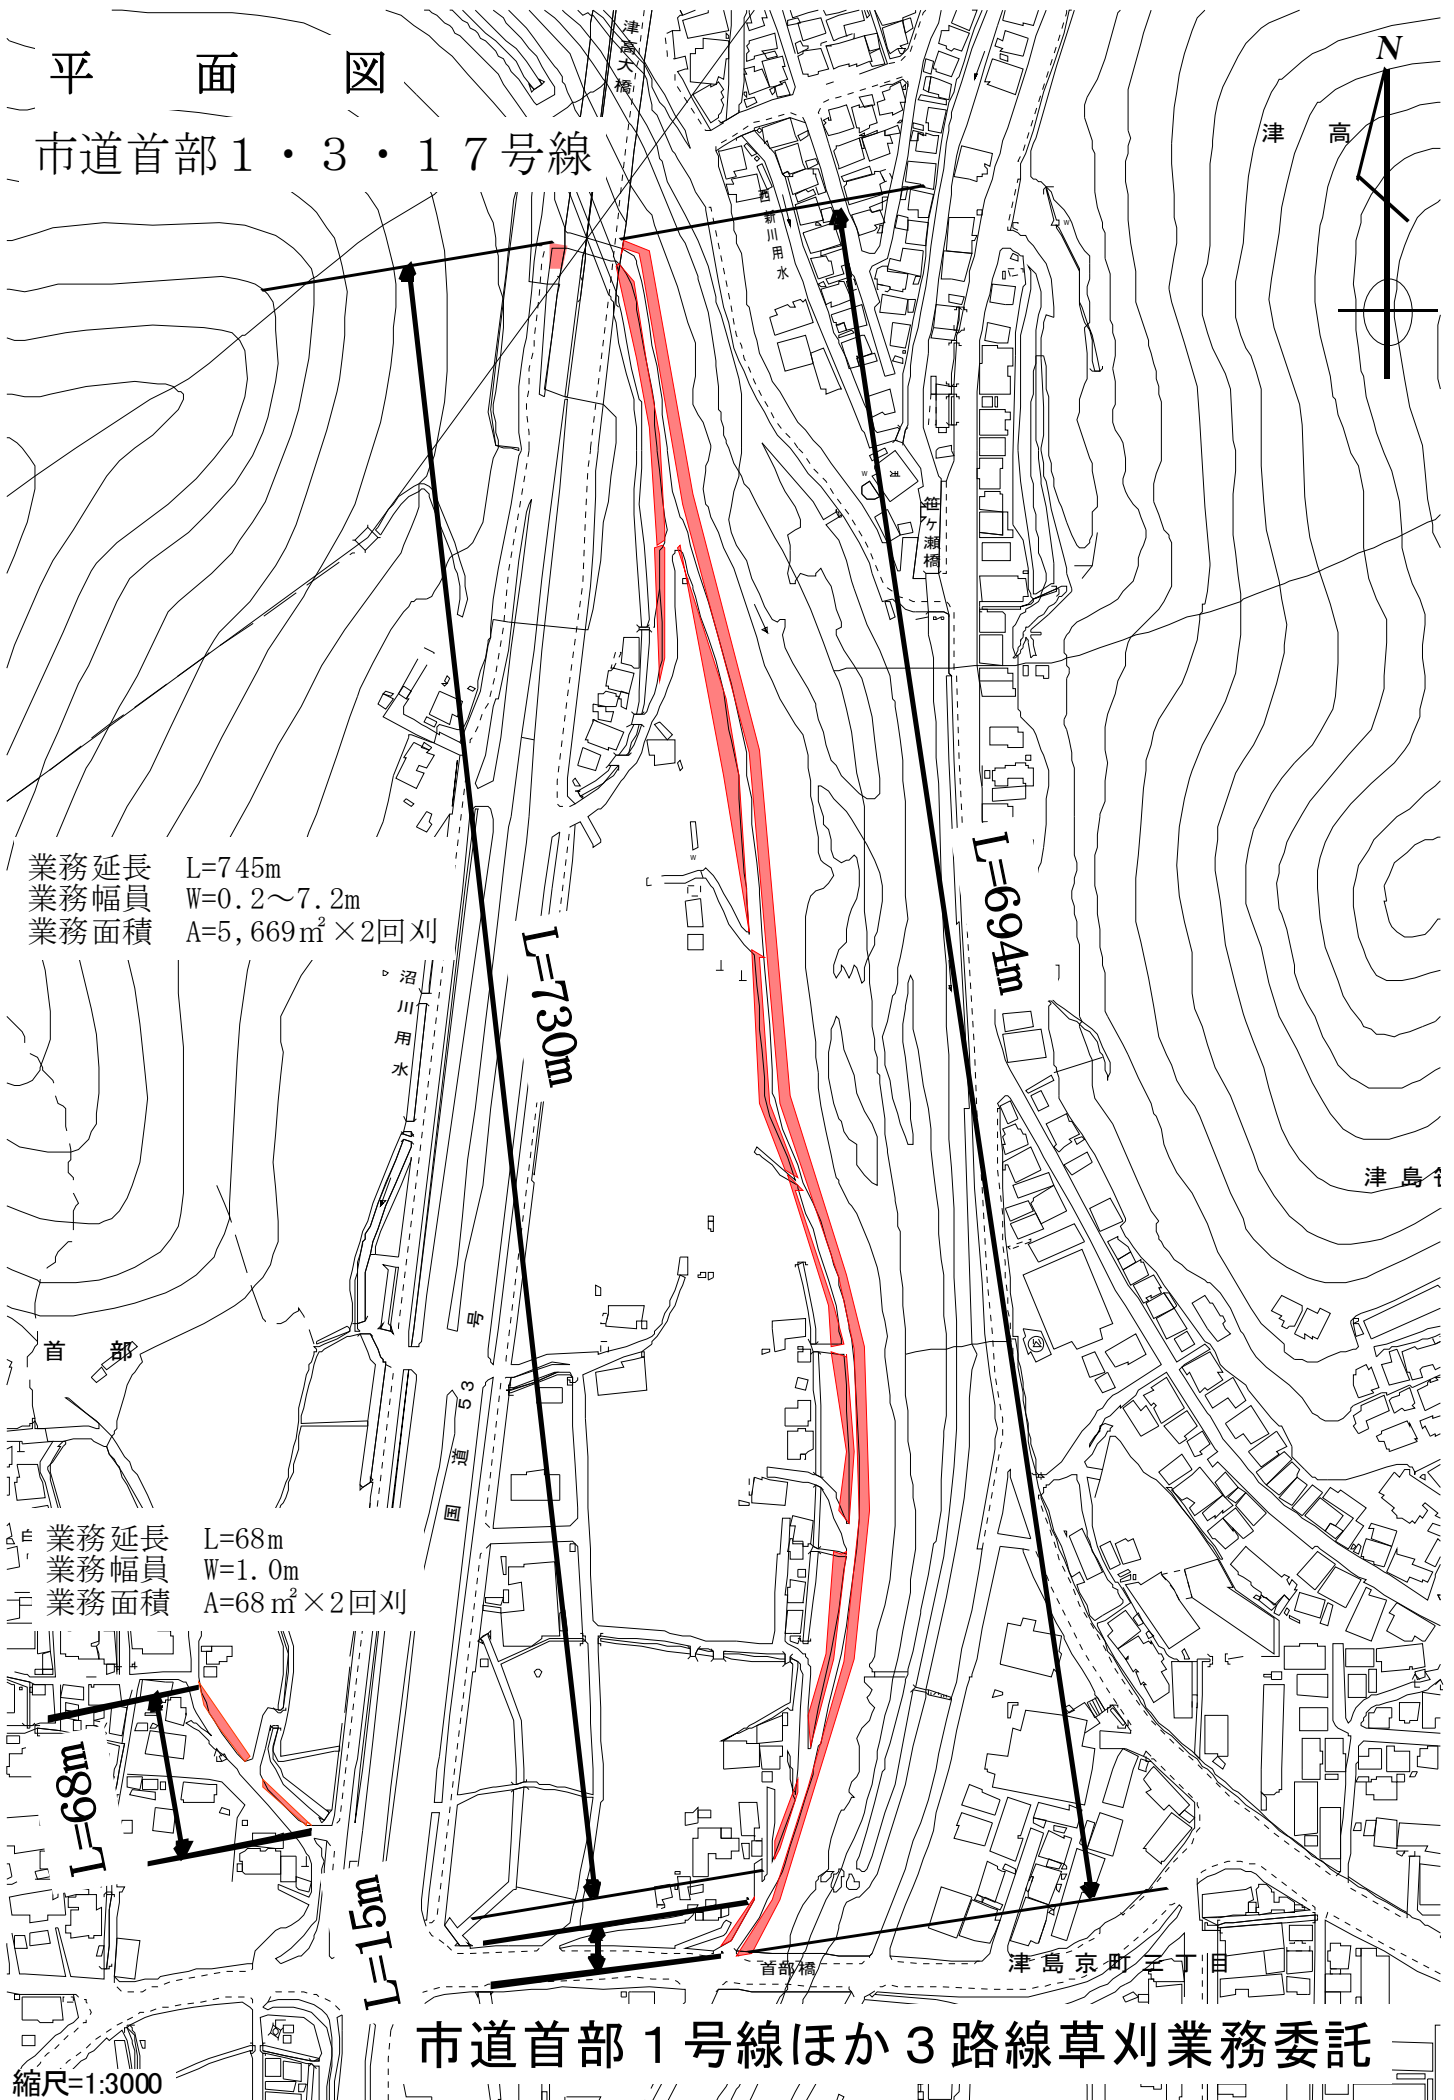 平面図
市道首部１・３・１７号線
N
津高
津高大橋
西新川用水
笹ヶ瀬橋
L=694m
業務延長 L=745m
業務幅員 W=0.2～7.2m
業務面積 A=5,669㎡×2回刈
L=730m
沼川用水
津島
首部
国道53号
業務延長 L=68m
業務幅員 W=1.0m
業務面積 A=68㎡×2回刈
L=68m
L=15m
首部橋
津島京町三丁目
市道首部１号線ほか３路線草刈業務委託
縮尺=1:3000